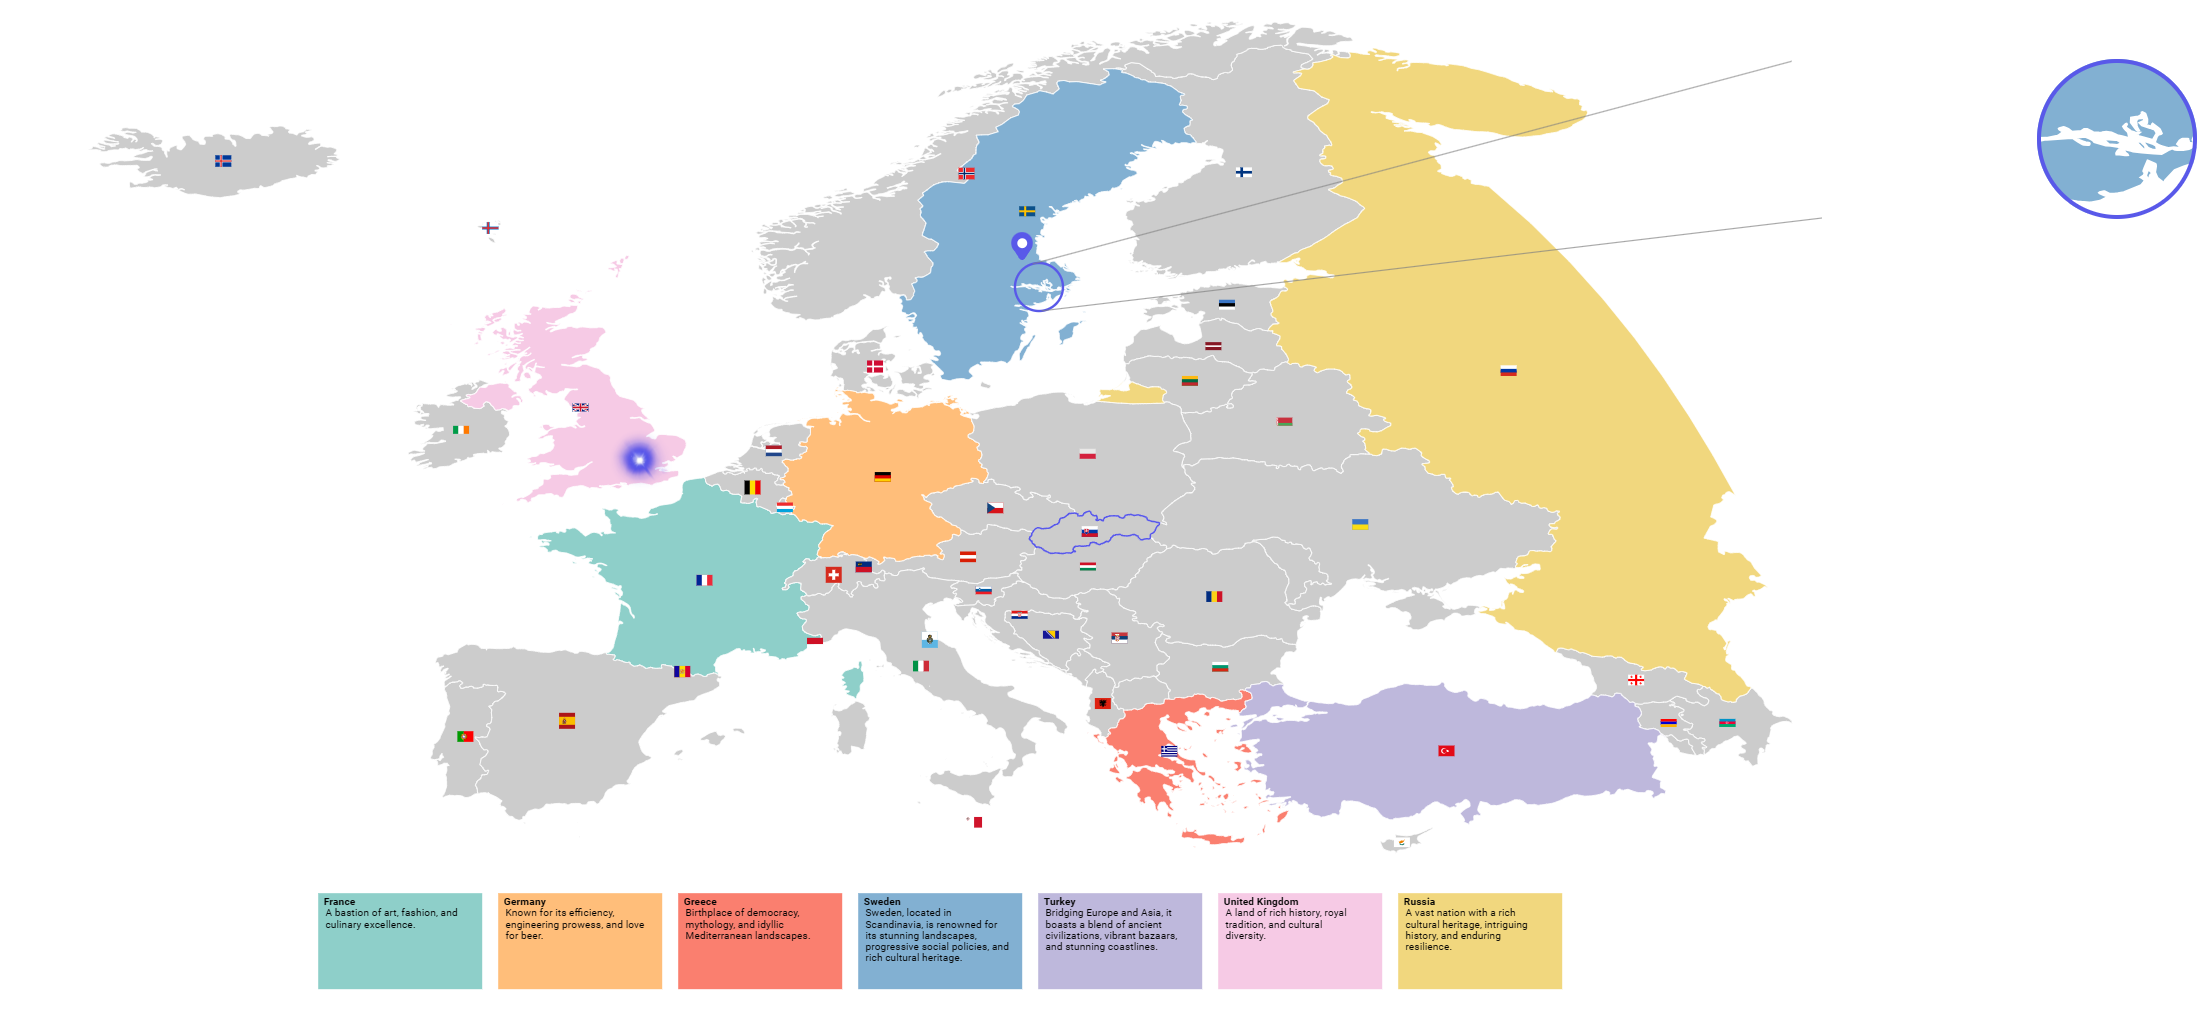 France
A bastion of art, fashion, and
culinary excellence.
Germany
Known for its efficiency,
engineering prowess, and love
for beer.
Greece
Birthplace of democracy,
mythology, and idyllic
Mediterranean landscapes.
Sweden
Sweden, located in
Scandinavia, is renowned for
its stunning landscapes,
progressive social policies, and
rich cultural heritage.
Turkey
Bridging Europe and Asia, it
boasts a blend of ancient
civilizations, vibrant bazaars,
and stunning coastlines.
United Kingdom
A land of rich history, royal
tradition, and cultural
diversity.
Russia
A vast nation with a rich
cultural heritage, intriguing
history, and enduring
resilience.